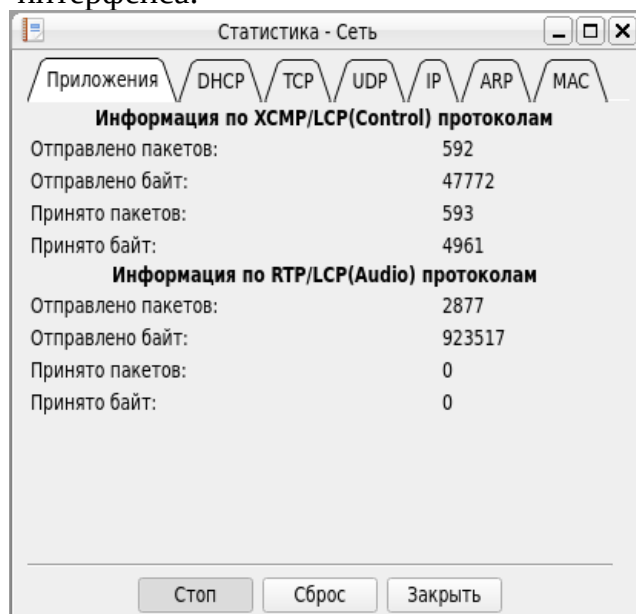 интерфейса.
Статистика - Сеть
Приложения DHCP TCP UDP IP ARP MAC
Информация по XCMP/LCP(Control) протоколам
Отправлено пакетов: 592
Отправлено байт: 47772
Принято пакетов: 593
Принято байт: 4961
Информация по RTP/LCP(Audio) протоколам
Отправлено пакетов: 2877
Отправлено байт: 923517
Принято пакетов: 0
Принято байт: 0
Стоп Сброс Закрыть